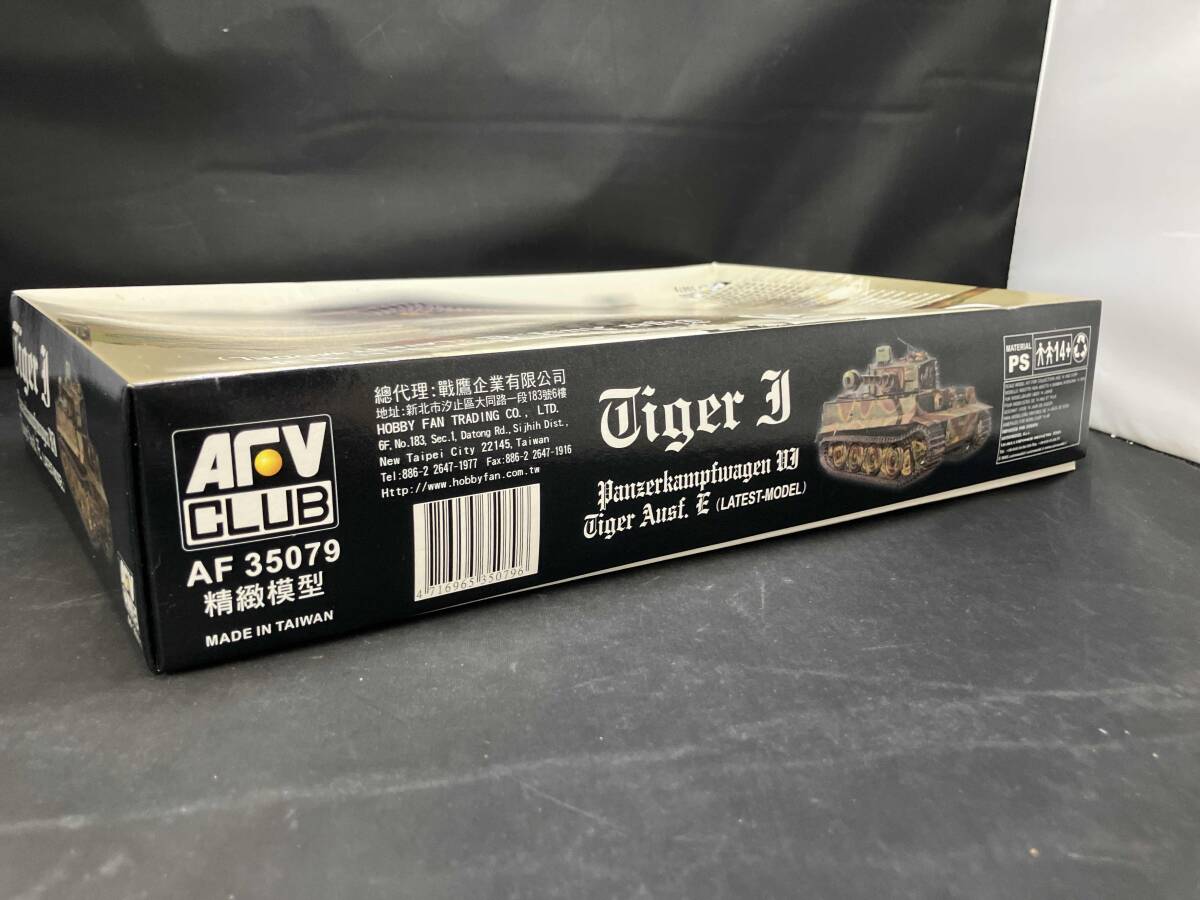 Tiger I
AFV
CLUB
AF 35079
精緻模型
MADE IN TAIWAN
總代理:戰鷹企業有限公司
地址:新北市汐止區大同路一段183號6樓
HOBBY FAN TRADING CO., LTD.
6F, No.183, Sec.1, Datong Rd., Sijhih Dist.,
New Taipei City 22145, Taiwan
Tel:886-2 2647-1977 Fax:886-2 2647-1916
Http://www.hobbyfan.com.tw
4 716965 350796
Tiger I
Panzerkampfwagen VI
Tiger Ausf. E (LATEST-MODEL)
MATERIAL
PS
14+